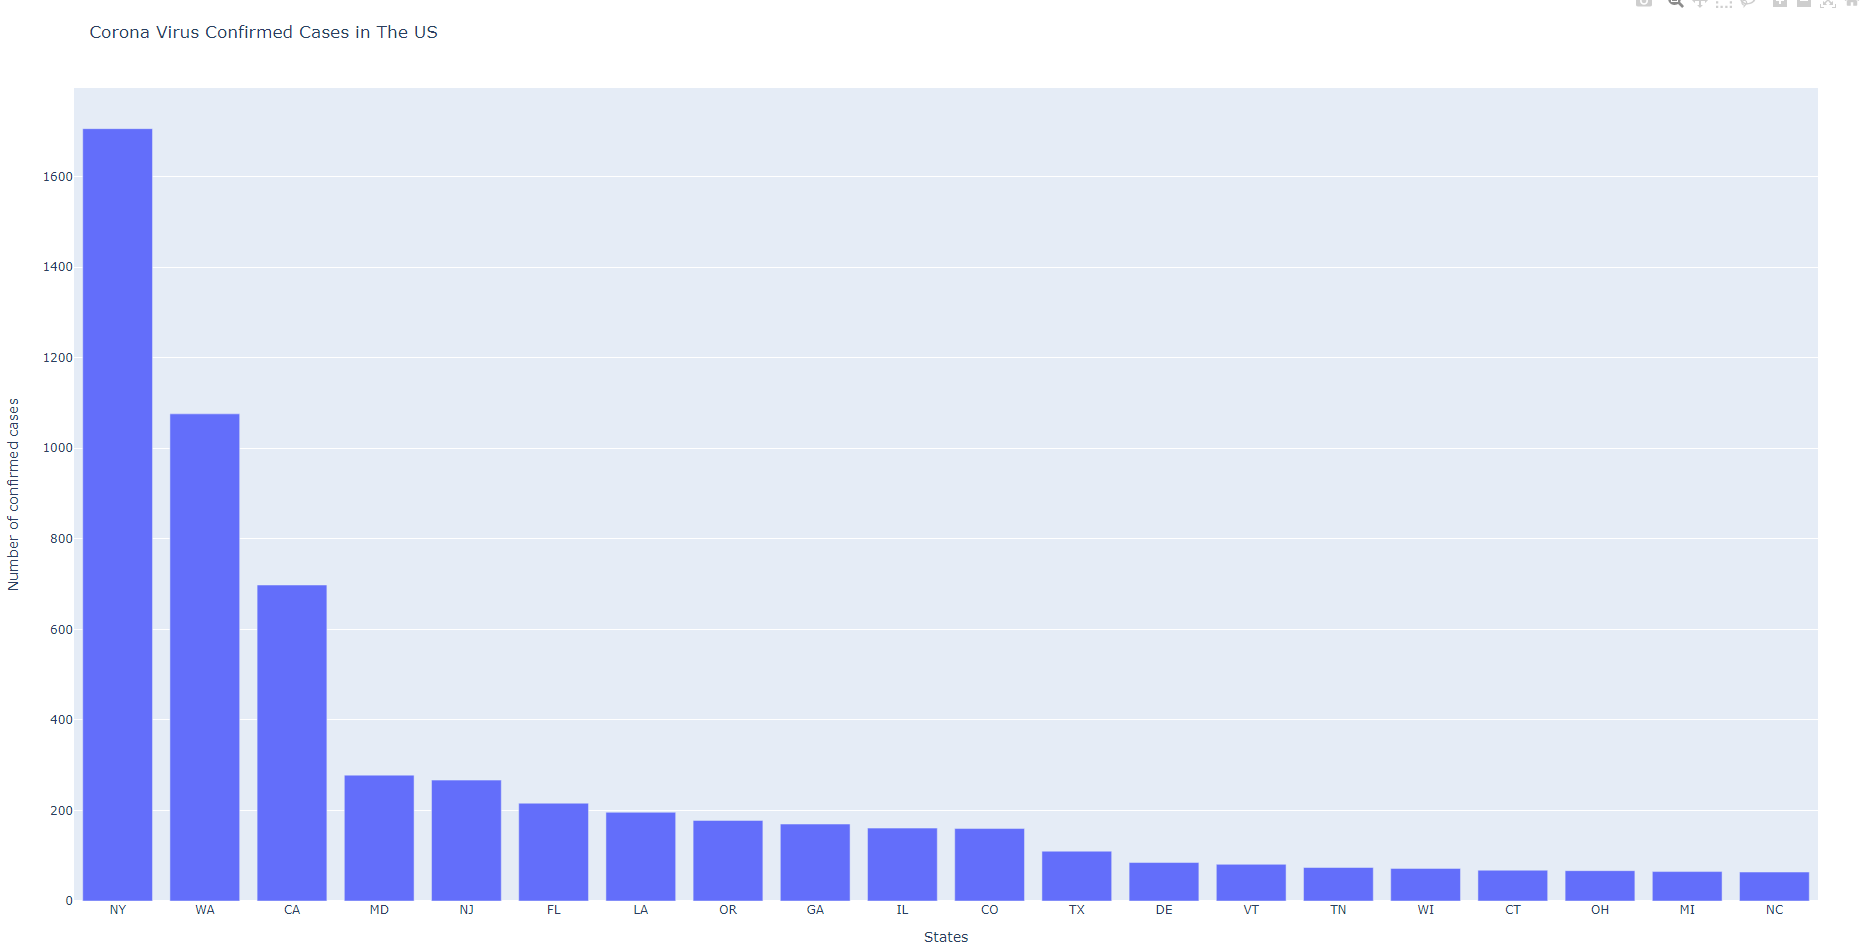 Corona Virus Confirmed Cases in The US
Number of confirmed cases
1600
1400
1200
1000
800
600
400
200
0
NY WA CA MD NJ FL LA OR GA IL CO TX DE VT TN WI CT OH MI NC
States